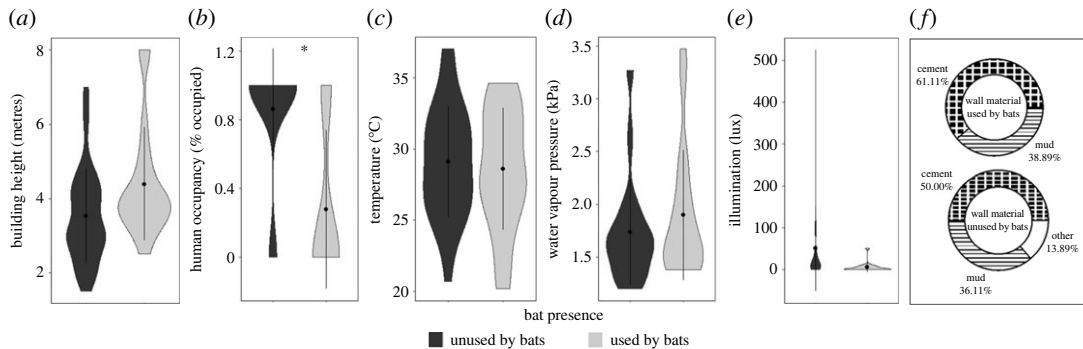 (a)
(b)
(c)
(d)
(e)
(f)
building height (metres)
8
6
4
2
human occupancy (% occupied)
1.2
0.8
0.4
0
*
temperature (°C)
35
30
25
20
water vapour pressure (kPa)
3.5
3.0
2.5
2.0
1.5
illumination (lux)
500
400
300
200
100
0
cement
61.11%
wall material
used by bats
mud
38.89%
cement
50.00%
wall material
unused by bats
other
13.89%
mud
36.11%
bat presence
unused by bats
used by bats